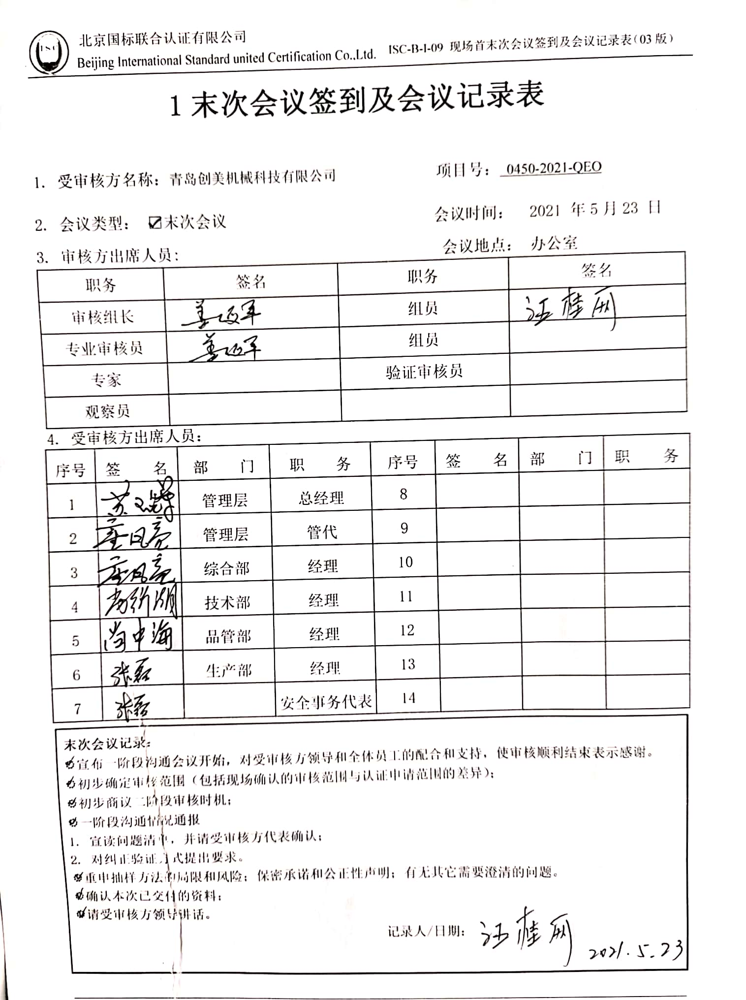 ISC
北京国标联合认证有限公司
Beijing International Standard united Certification Co.,Ltd.
ISC-B-I-09 现场首末次会议签到及会议记录表(03 版)
1 末次会议签到及会议记录表
1. 受审核方名称：青岛创美机械科技有限公司 项目号： 0450-2021-QEO
2. 会议类型： ☑末次会议 会议时间： 2021 年 5 月 23 日
3. 审核方出席人员: 会议地点： 办公室
职务 签名 职务 签名
审核组长 组员 汪桂丽
专业审核员 组员
专家 验证审核员
观察员
4. 受审核方出席人员:
序号 签 名 部 门 职 务 序号 签 名 部 门 职 务
1 管理层 总经理 8
2 管理层 管代 9
3 综合部 经理 10
4 技术部 经理 11
5 尚中海 品管部 经理 12
6 张磊 生产部 经理 13
7 张磊 安全事务代表 14
末次会议记录:
宣布一阶段沟通会议开始，对受审核方领导和全体员工的配合和支持，使审核顺利结束表示感谢。
初步确定审核范围（包括现场确认的审核范围与认证申请范围的差异）;
初步商议二阶段审核时机;
一阶段沟通情况通报
1. 宣读问题清单，并请受审核方代表确认;
2. 对纠正验证方式提出要求。
重申抽样方法的局限和风险；保密承诺和公正性声明；有无其它需要澄清的问题。
确认本次已交付的资料;
请受审核方领导讲话。
记录人/日期: 汪桂丽
2021.5.23